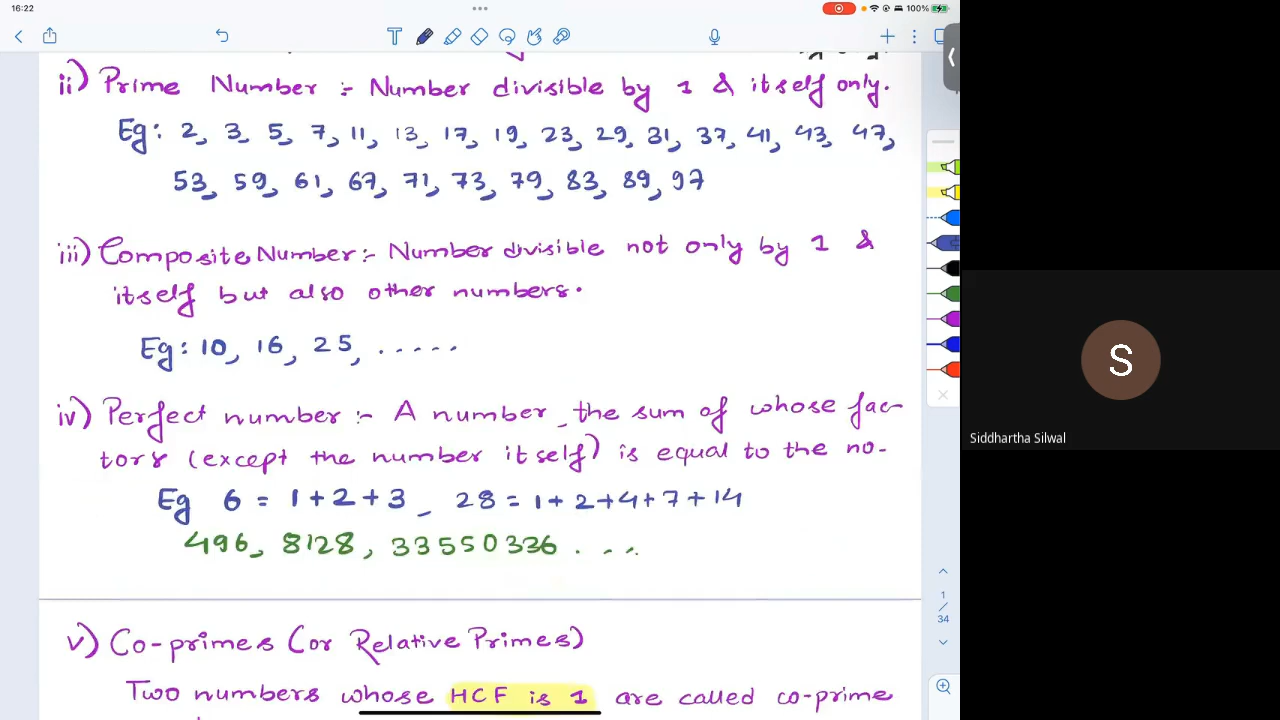 16:22
100%
ii) Prime Number :- Number divisible by 1 & itself only.
Eg: 2, 3, 5, 7, 11, 13, 17, 19, 23, 29, 31, 37, 41, 43, 47,
53, 59, 61, 67, 71, 73, 79, 83, 89, 97
iii) Composite Number :- Number divisible not only by 1 &
itself but also other numbers.
Eg: 10, 16, 25, .....
iv) Perfect number :- A number, the sum of whose fac-
tors (except the number itself) is equal to the no-
Eg 6 = 1+2+3, 28 = 1+2+4+7+14
496, 8128, 33550336 ....
v) Co-primes (or Relative Primes)
Two numbers whose HCF is 1 are called co-prime
1
/
34
S
Siddhartha Silwal